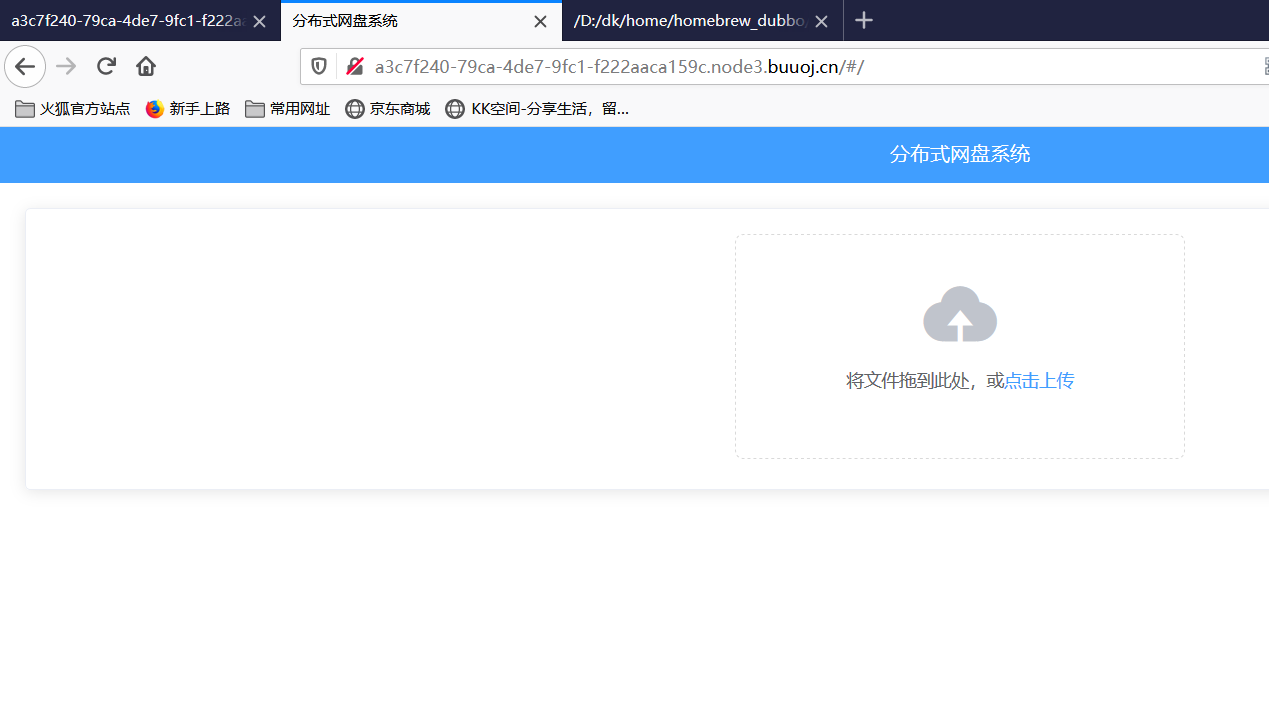 a3c7f240-79ca-4de7-9fc1-f222aa
分布式网盘系统
/D:/dk/home/homebrew_dubbo
a3c7f240-79ca-4de7-9fc1-f222aaca159c.node3.buuoj.cn/#/
火狐官方站点
新手上路
常用网址
京东商城
KK空间-分享生活，留...
分布式网盘系统
将文件拖到此处，或点击上传